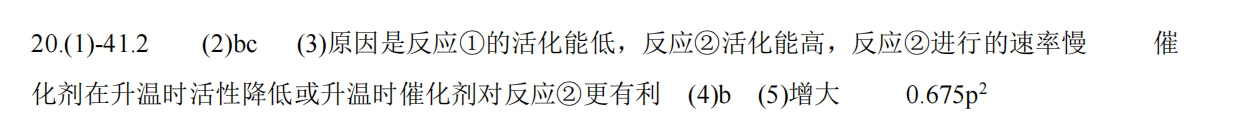 20.(1)-41.2 (2)bc (3)原因是反应①的活化能低，反应②活化能高，反应②进行的速率慢 催
化剂在升温时活性降低或升温时催化剂对反应②更有利 (4)b (5)增大 0.675p²